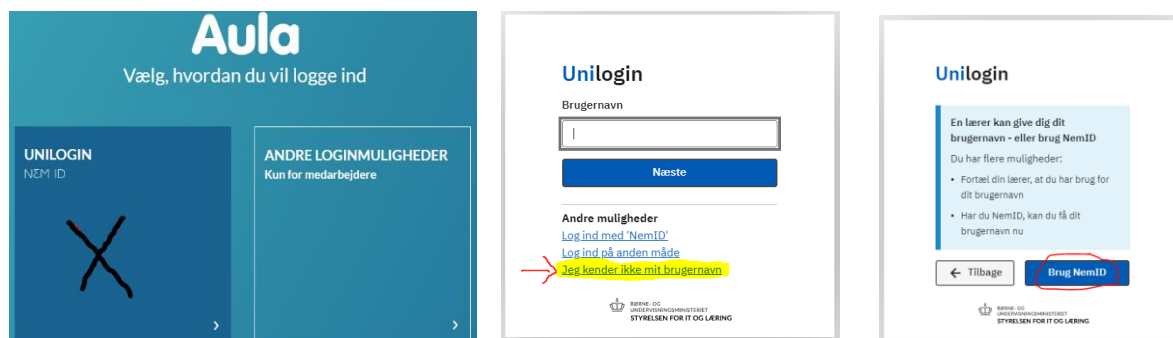 Aula
Vælg, hvordan du vil logge ind
UNILOGIN
NEM ID
ANDRE LOGINMULIGHEDER
Kun for medarbejdere
Unilogin
Brugernavn
Næste
Andre muligheder
Log ind med 'NemID'
Log ind på anden måde
Jeg kender ikke mit brugernavn
BØRNE- OG
UNDERVISNINGSMINISTERIET
STYRELSEN FOR IT OG LÆRING
Unilogin
En lærer kan give dig dit
brugernavn - eller brug NemID
Du har flere muligheder:
• Fortæl din lærer, at du har brug for
dit brugernavn
• Har du NemID, kan du få dit
brugernavn nu
← Tilbage
Brug NemID
BØRNE- OG
UNDERVISNINGSMINISTERIET
STYRELSEN FOR IT OG LÆRING